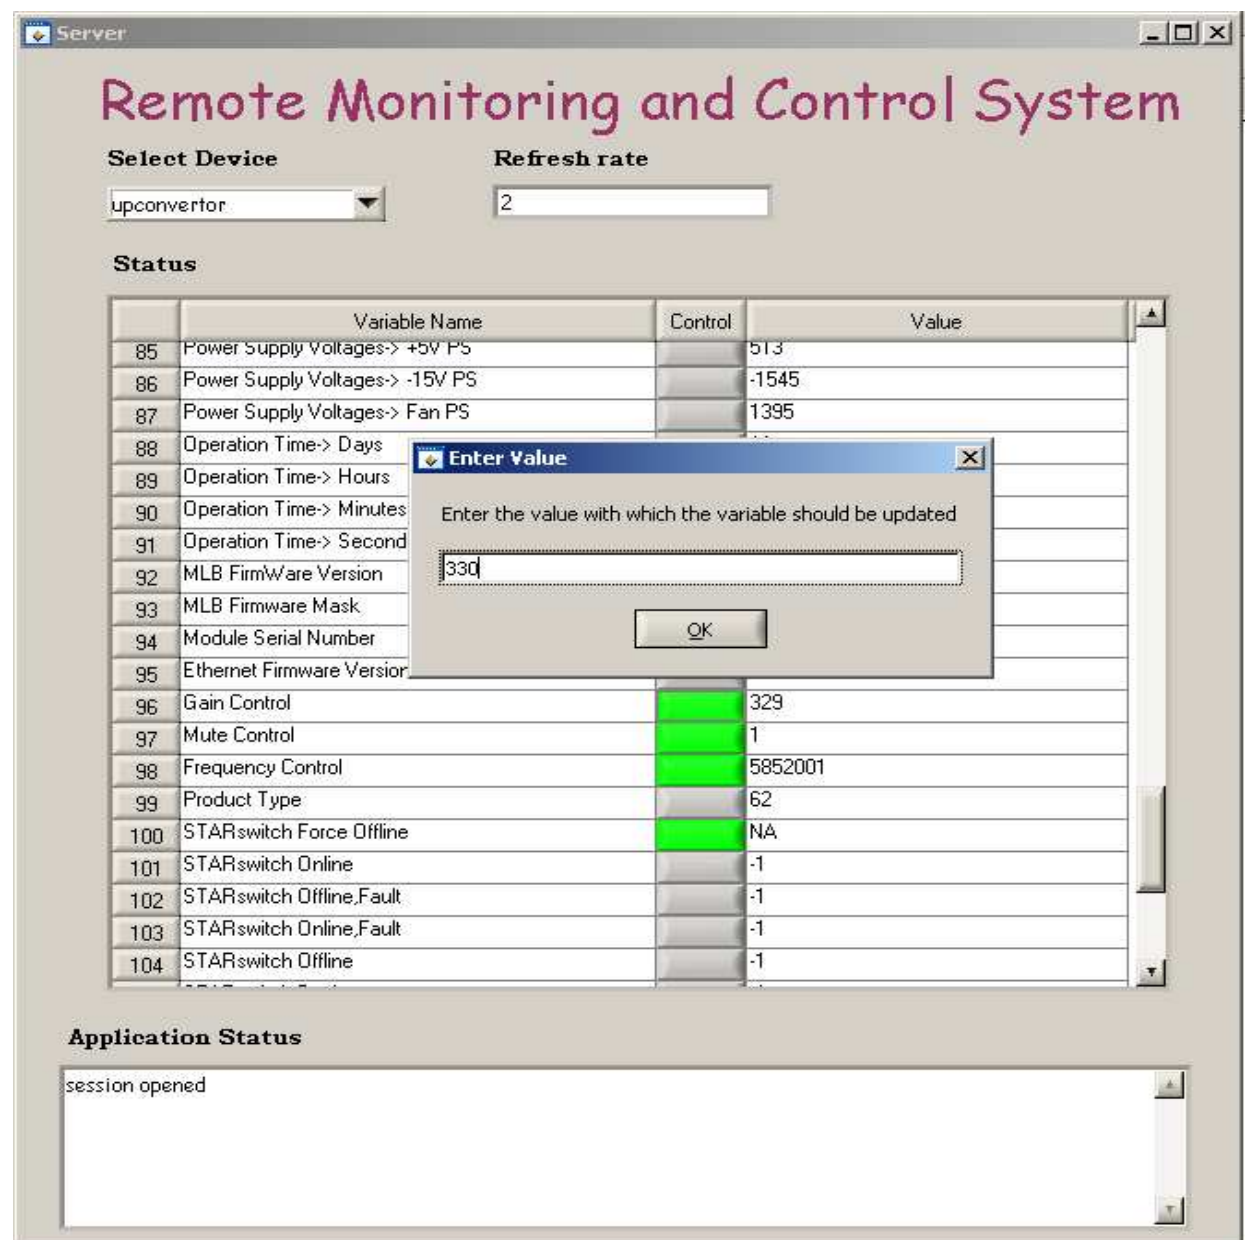 Server
Remote Monitoring and Control System
Select Device Refresh rate
upconvertor 2
Status
Variable Name Control Value
85 Power Supply Voltages-> +5V PS 513
86 Power Supply Voltages-> -15V PS -1545
87 Power Supply Voltages-> Fan PS 1395
88 Operation Time-> Days
Enter Value
89 Operation Time-> Hours
90 Operation Time-> Minutes
Enter the value with which the variable should be updated
91 Operation Time-> Second
330
92 MLB FirmWare Version
93 MLB Firmware Mask
OK
94 Module Serial Number
95 Ethernet Firmware Version
96 Gain Control 329
97 Mute Control 1
98 Frequency Control 5852001
99 Product Type 62
100 STARswitch Force Offline NA
101 STARswitch Online -1
102 STARswitch Offline,Fault -1
103 STARswitch Online,Fault -1
104 STARswitch Offline -1
Application Status
session opened